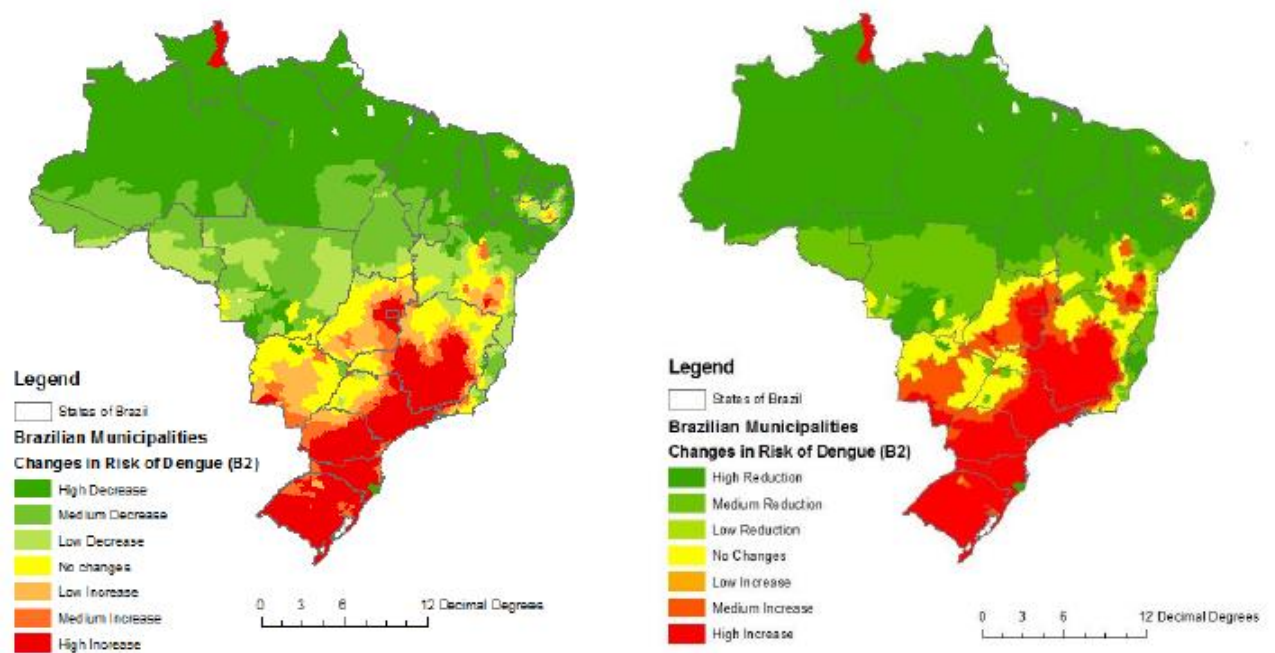 Legend
States of Brazil
Brazilian Municipalities
Changes in Risk of Dengue (B2)
High Decrease
Medium Decrease
Low Decrease
No changes
Low Increase
Medium Increase
High Increase
0 3 6 12 Decimal Degrees
Legend
States of Brazil
Brazilian Municipalities
Changes in Risk of Dengue (B2)
High Reduction
Medium Reduction
Low Reduction
No Changes
Low Increase
Medium Increase
High Increase
0 3 6 12 Decimal Degrees